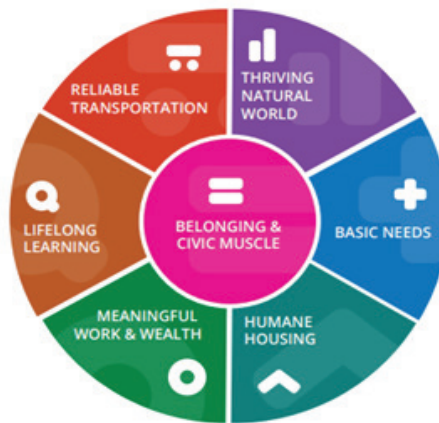 RELIABLE
TRANSPORTATION
THRIVING
NATURAL
WORLD
LIFELONG
LEARNING
BELONGING &
CIVIC MUSCLE
BASIC NEEDS
MEANINGFUL
WORK & WEALTH
HUMANE
HOUSING